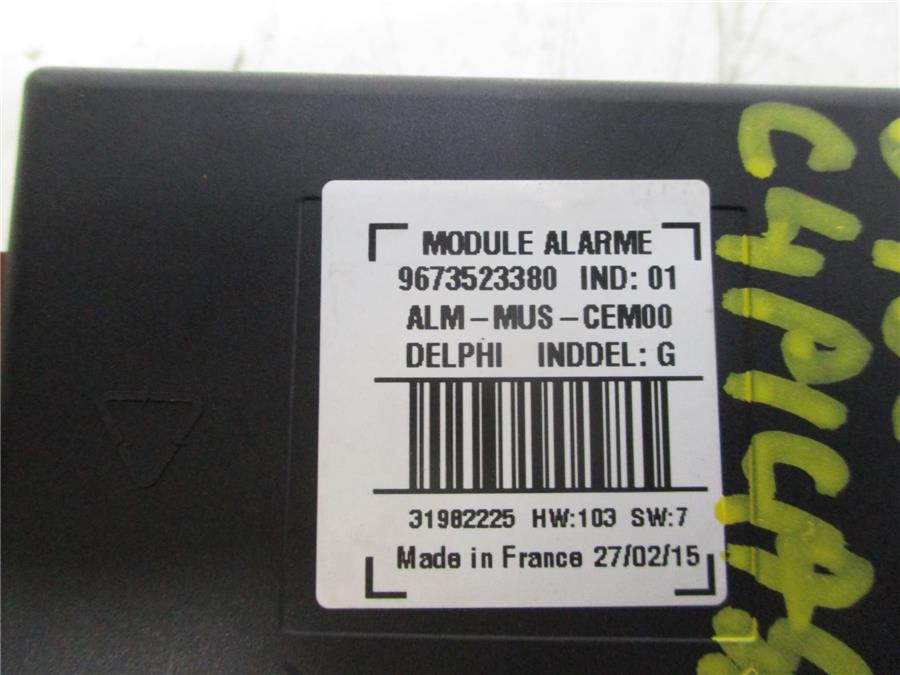 MODULE ALARME
9673523380 IND: 01
ALM-MUS-CEM00
DELPHI INDDEL: G
31982225 HW:103 SW:7
Made in France 27/02/15